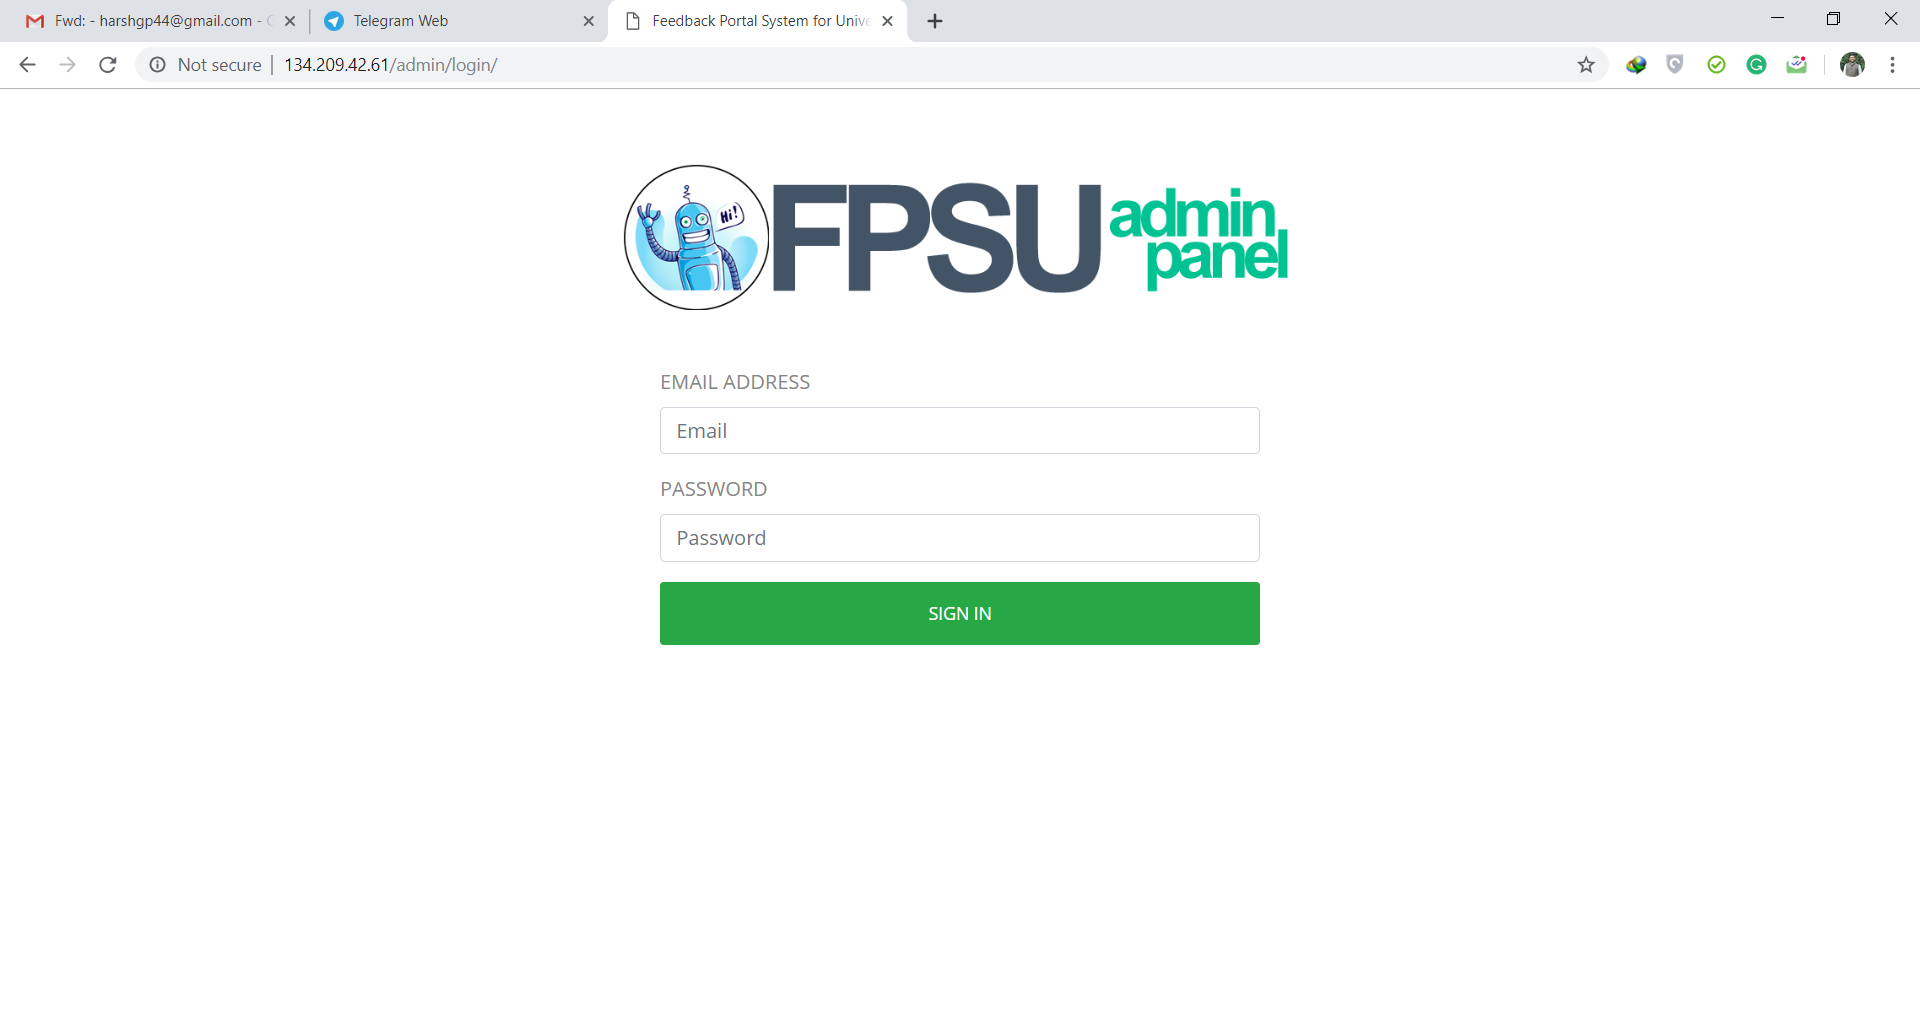 Fwd: - harshgp44@gmail.com - G
Telegram Web
Feedback Portal System for Unive
Not secure | 134.209.42.61/admin/login/
Hi!
FPSU admin panel
EMAIL ADDRESS
Email
PASSWORD
Password
SIGN IN